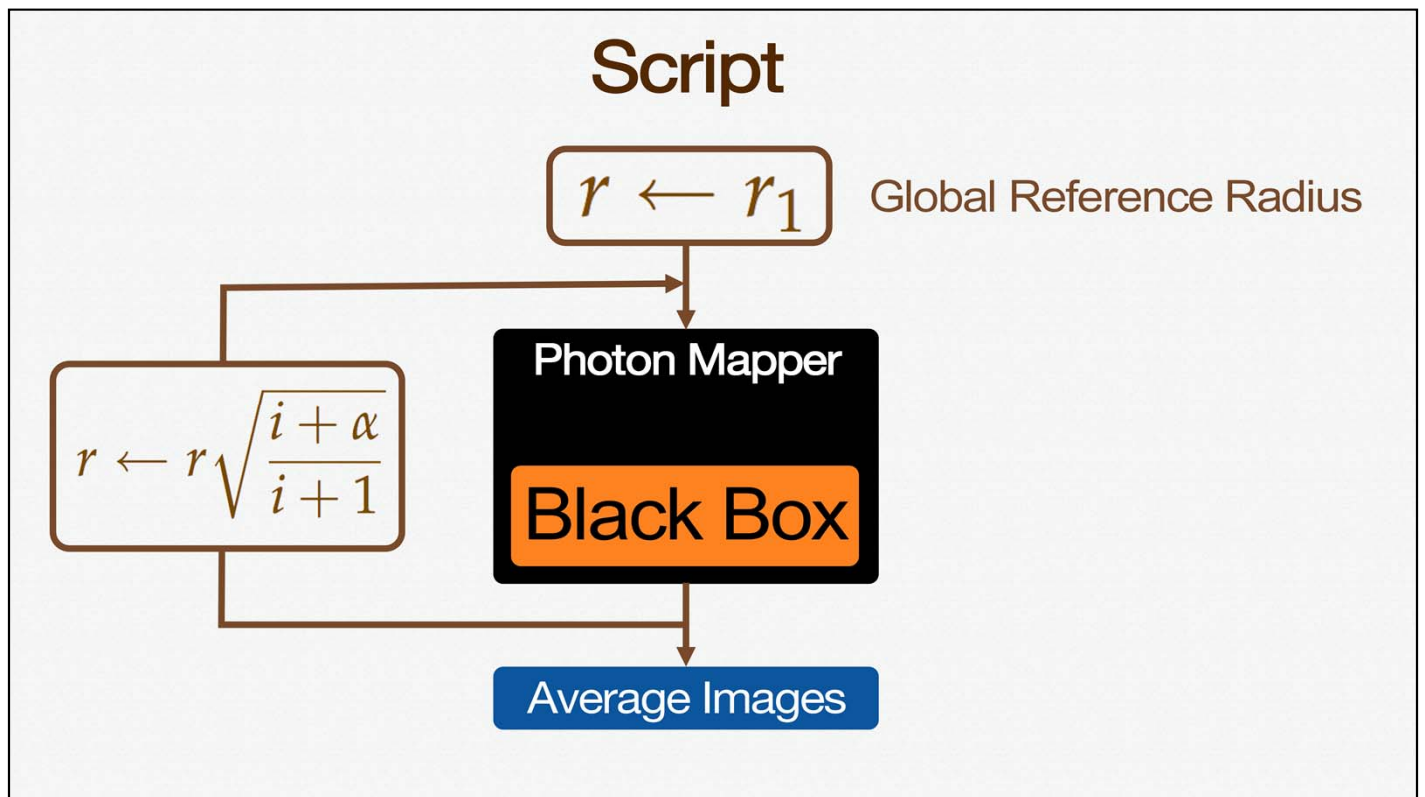 Script
r ← r₁
Global Reference Radius
Photon Mapper
r ← r√((i + α)/(i + 1))
Black Box
Average Images